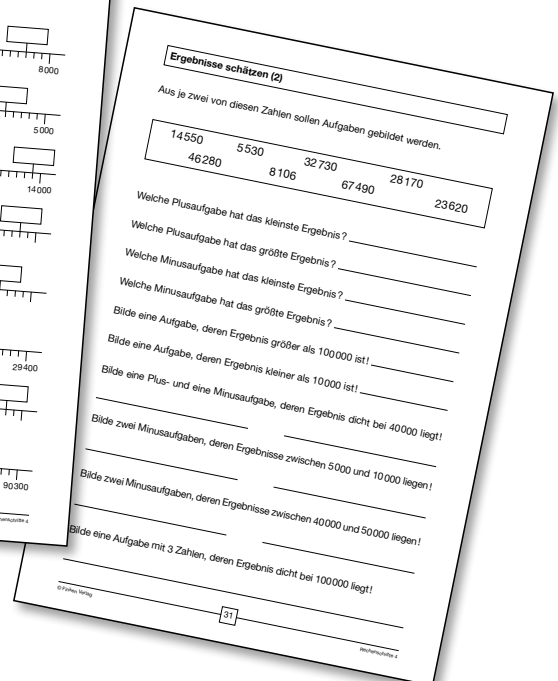 8000
5000
14000
29400
90300
Ergebnisse schätzen (2)
Aus je zwei von diesen Zahlen sollen Aufgaben gebildet werden.
14550 5530 32730 28170
46280 8106 67490 23620
Welche Plusaufgabe hat das kleinste Ergebnis?
Welche Plusaufgabe hat das größte Ergebnis?
Welche Minusaufgabe hat das kleinste Ergebnis?
Welche Minusaufgabe hat das größte Ergebnis?
Bilde eine Aufgabe, deren Ergebnis größer als 100000 ist!
Bilde eine Aufgabe, deren Ergebnis kleiner als 10000 ist!
Bilde eine Plus- und eine Minusaufgabe, deren Ergebnis dicht bei 40000 liegt!
Bilde zwei Minusaufgaben, deren Ergebnisse zwischen 5000 und 10000 liegen!
Bilde zwei Minusaufgaben, deren Ergebnisse zwischen 40000 und 50000 liegen!
Bilde eine Aufgabe mit 3 Zahlen, deren Ergebnis dicht bei 100000 liegt!
© Finken Verlag
31